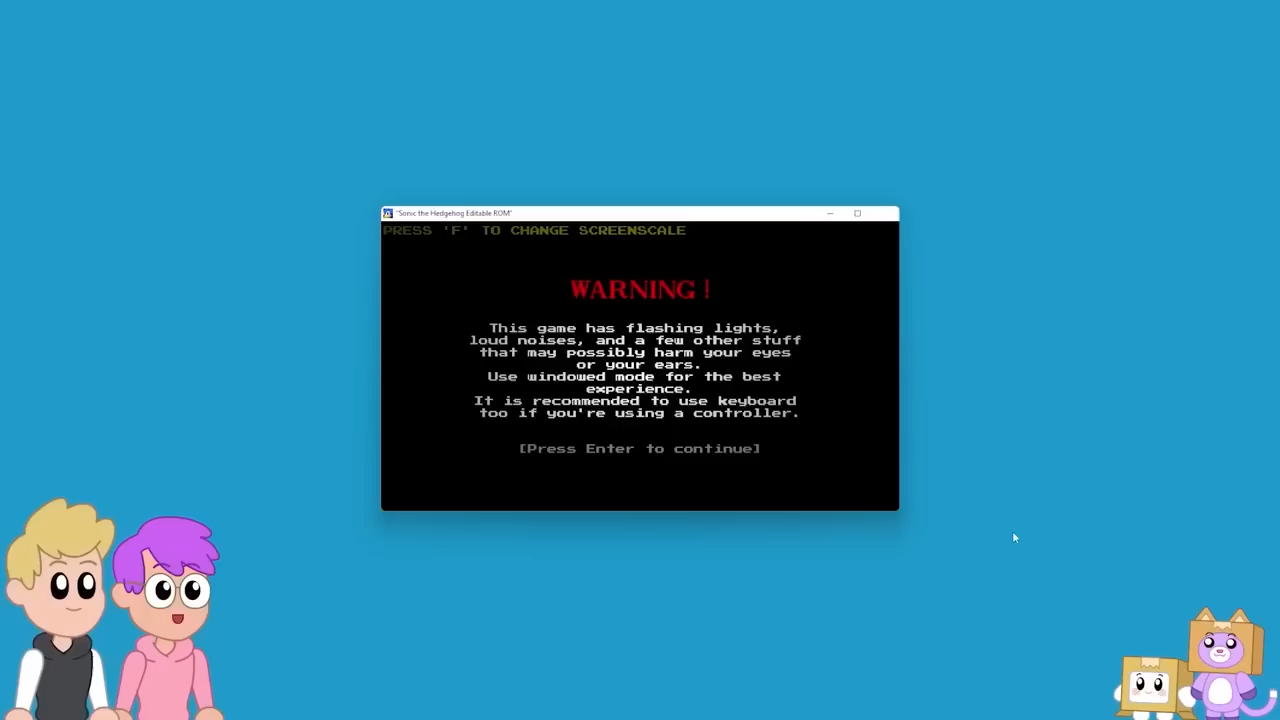 "Sonic the Hedgehog Editable ROM"
PRESS 'F' TO CHANGE SCREENSCALE
WARNING!
This game has flashing lights,
loud noises, and a few other stuff
that may possibly harm your eyes
or your ears.
Use windowed mode for the best
experience.
It is recommended to use keyboard
too if you're using a controller.
[Press Enter to continue]